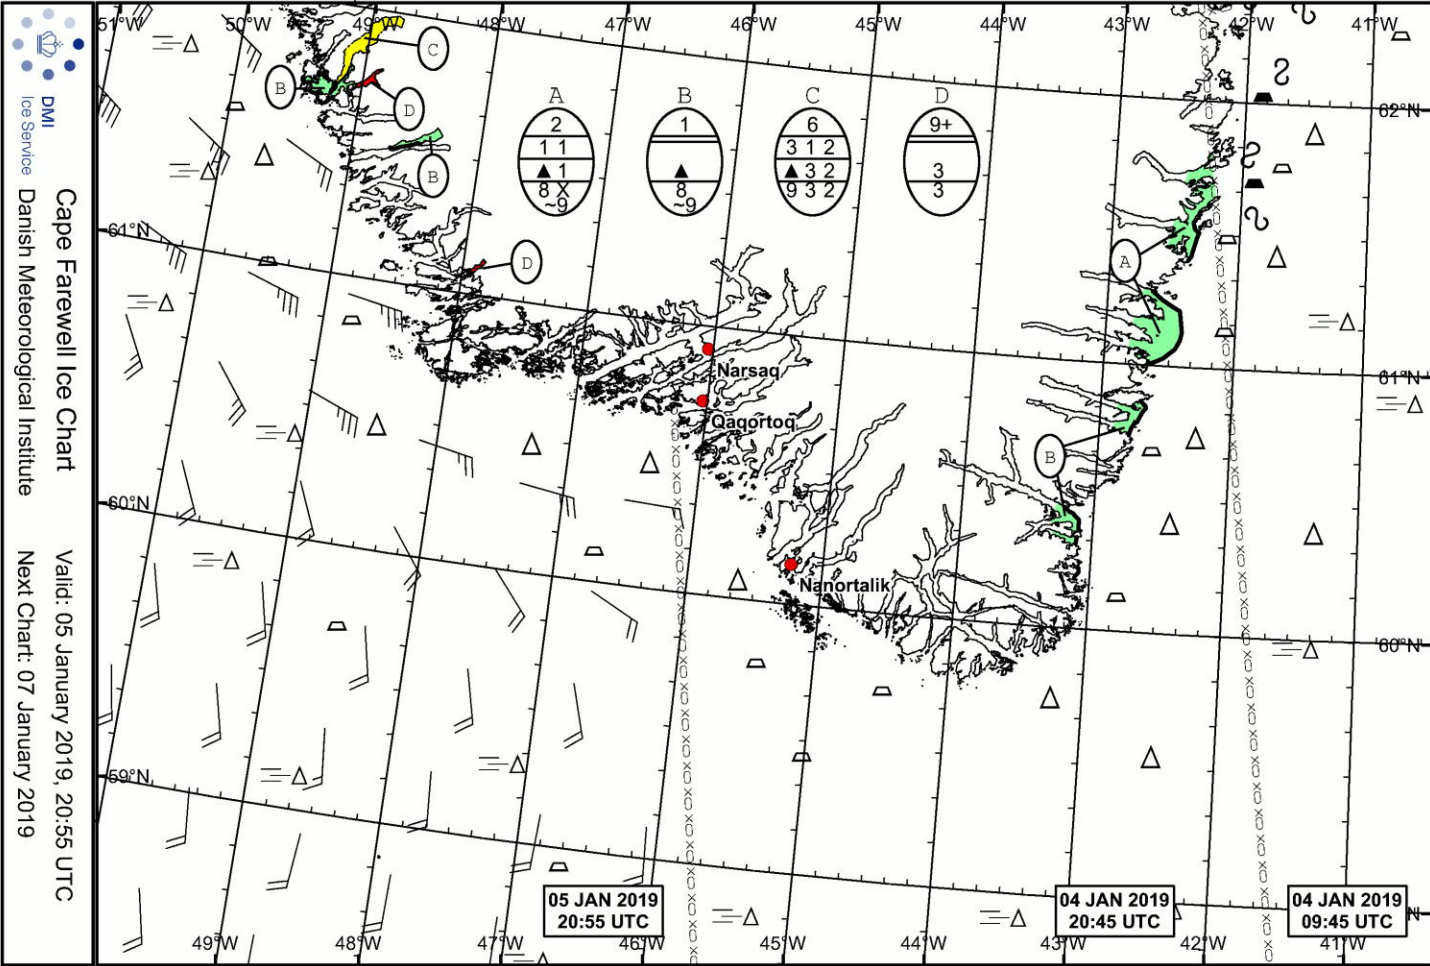 51°W 50°W 49°W 48°W 47°W 46°W 45°W 44°W 43°W 42°W 41°W
DMI
Ice Service
Cape Farewell Ice Chart
Danish Meteorological Institute
Valid: 05 January 2019, 20:55 UTC
Next Chart: 07 January 2019
C
B
D
B
D
A
2
1 1
▲ 1
8 X
~9
B
1
▲
8
~9
C
6
3 1 2
▲ 3 2
9 3 2
D
9+
3
3
62°N
A
61°N
61°N
B
Narsaq
Qaqortoq
Nanortalik
60°N
60°N
59°N
05 JAN 2019
20:55 UTC
04 JAN 2019
20:45 UTC
04 JAN 2019
09:45 UTC
49°W 48°W 47°W 46°W 45°W 44°W 43°W 42°W 41°W